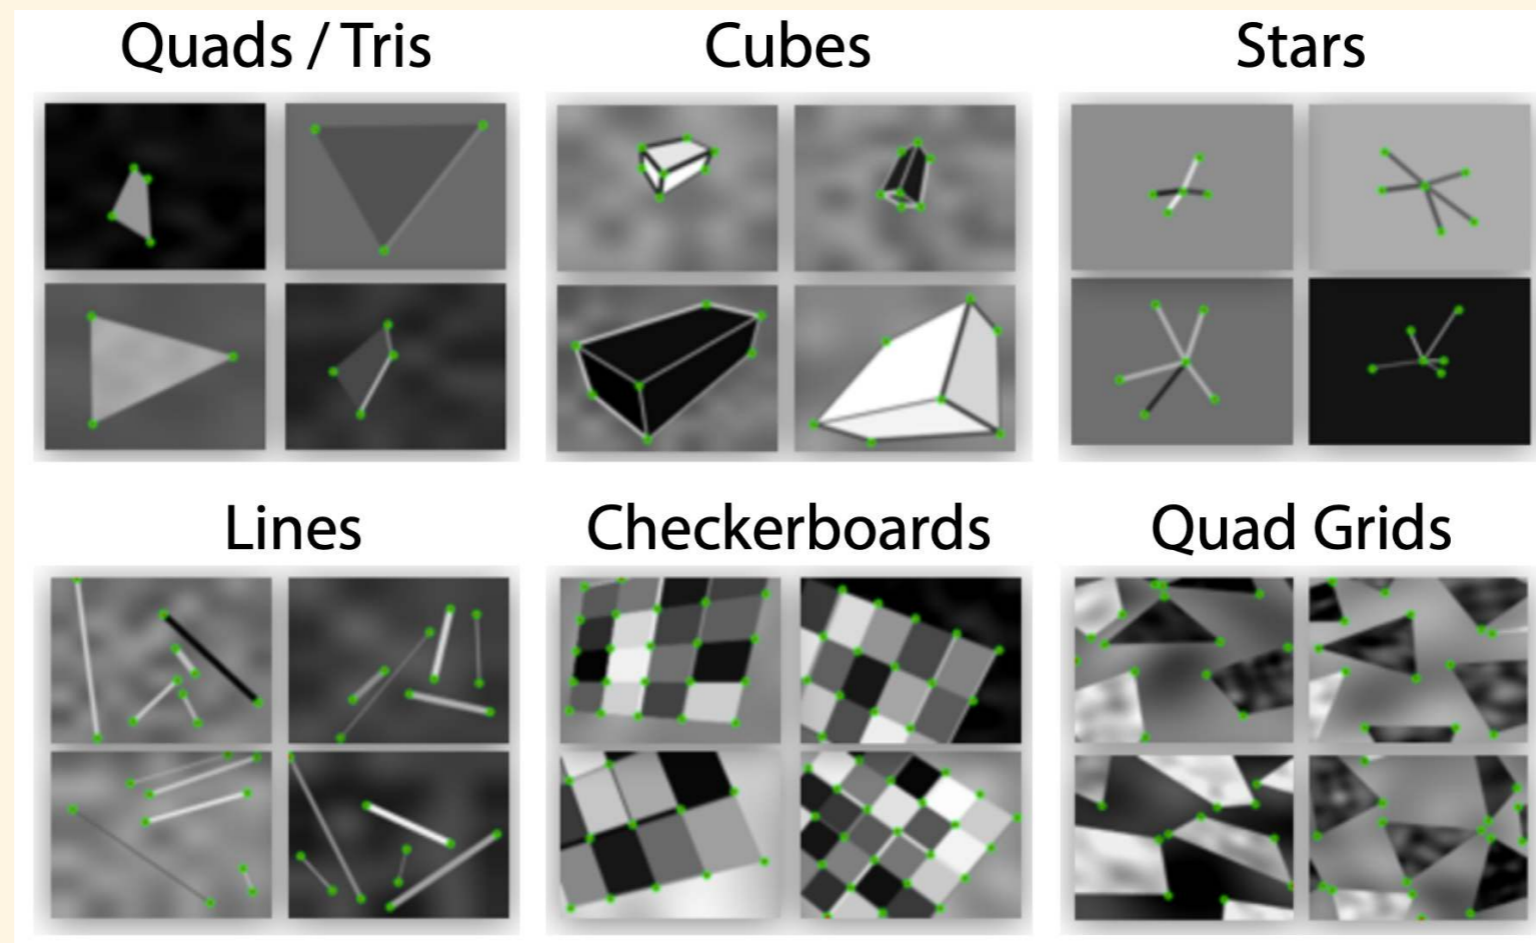 Quads / Tris
Cubes
Stars
Lines
Checkerboards
Quad Grids